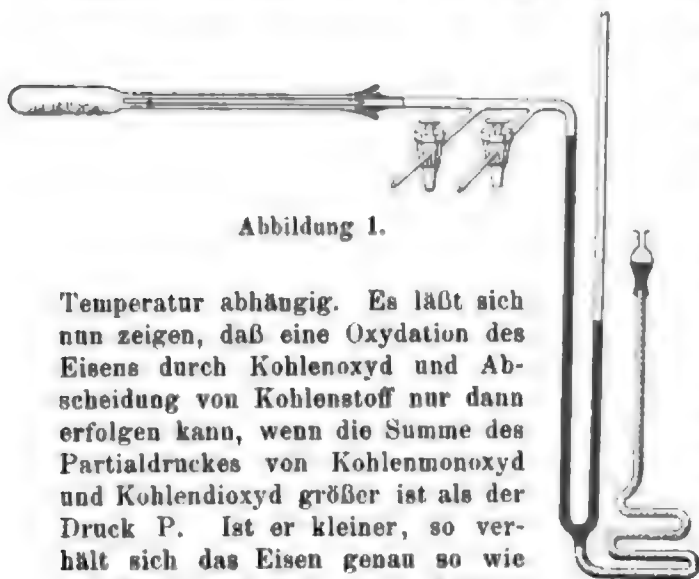 Abbildung 1.
Temperatur abhängig. Es läßt sich
nun zeigen, daß eine Oxydation des
Eisens durch Kohlenoxyd und Ab-
scheidung von Kohlenstoff nur dann
erfolgen kann, wenn die Summe des
Partialdruckes von Kohlenmonoxyd
und Kohlendioxyd größer ist als der
Druck P. Ist er kleiner, so ver-
hält sich das Eisen genau so wie